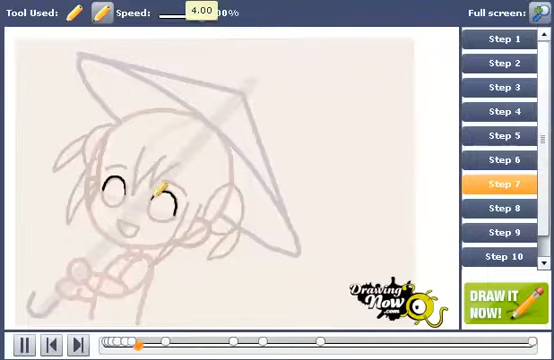 Tool Used: Speed: 00% Full screen:
4.00
Step 1
Step 2
Step 3
Step 4
Step 5
Step 6
Step 7
Step 8
Step 9
Step 10
Drawing
Now.com
DRAW IT
NOW!